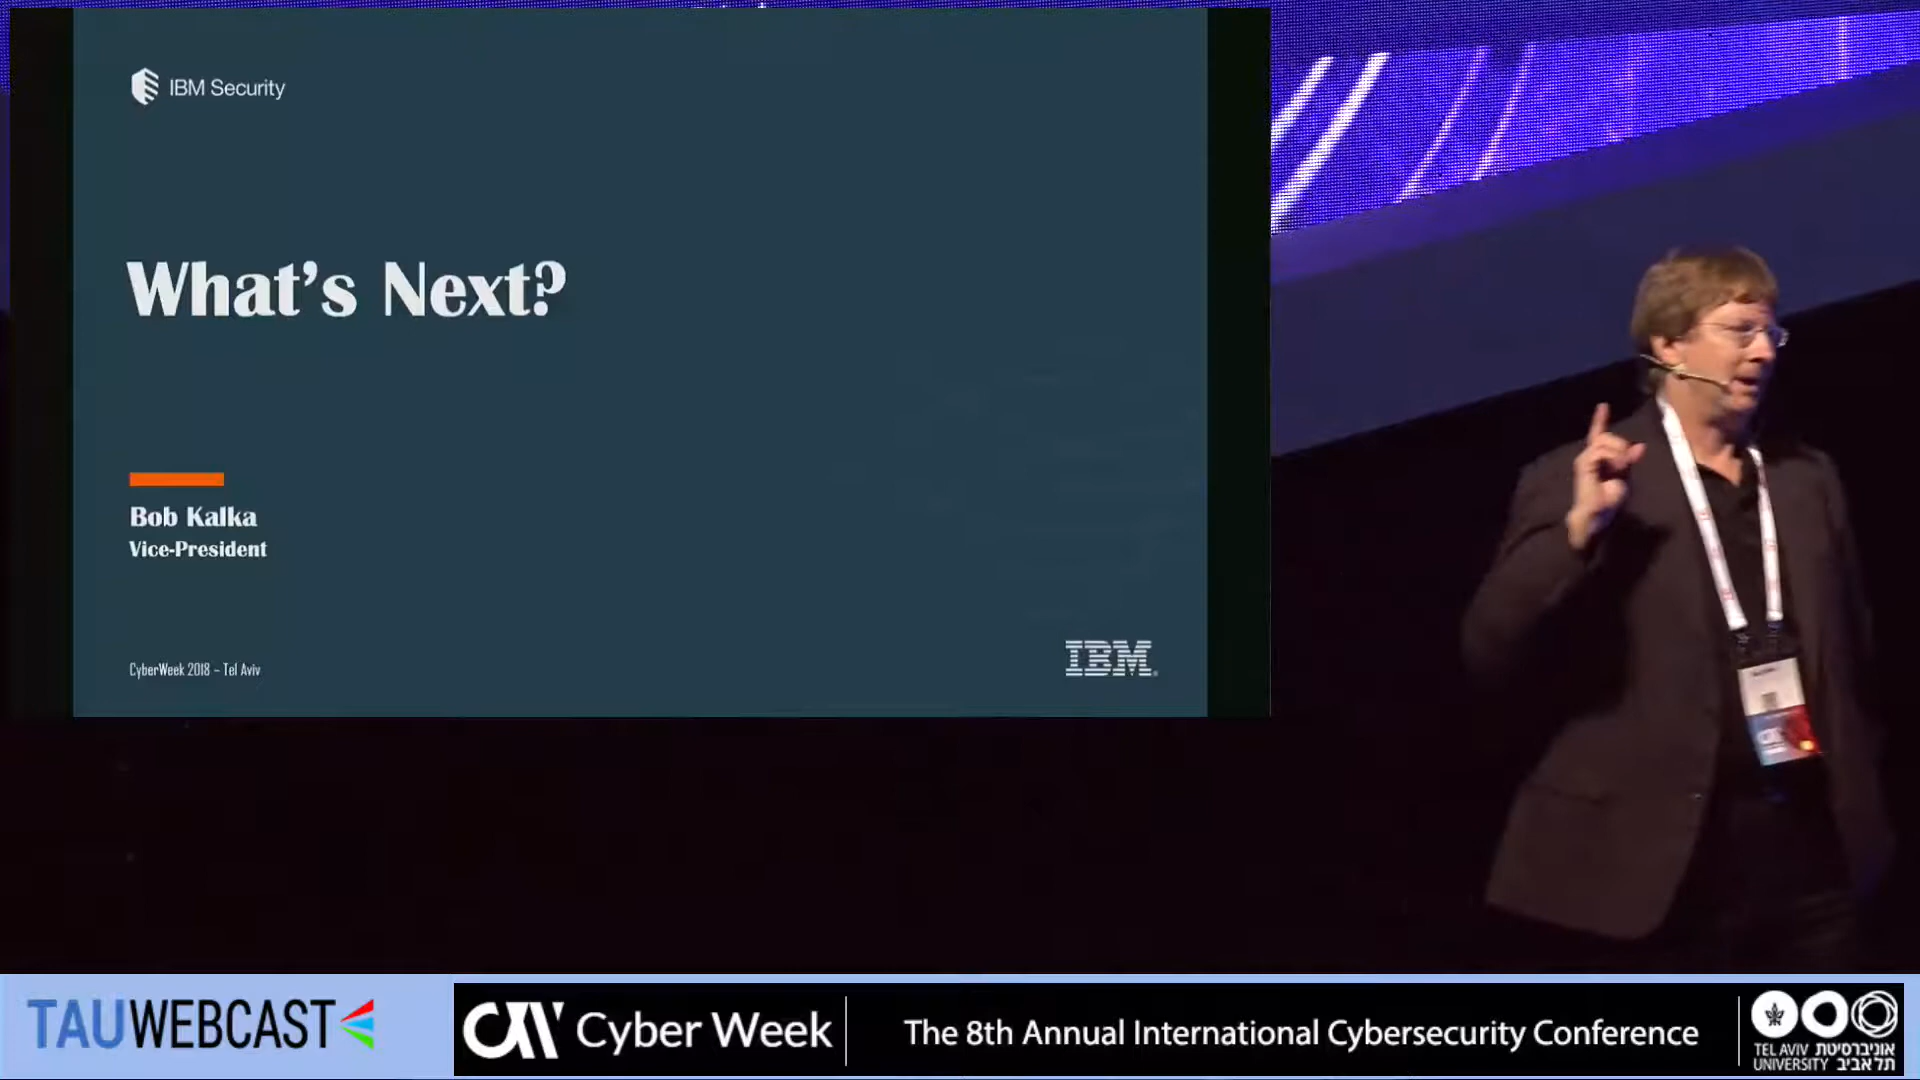 IBM Security
What's Next?
Bob Kalka
Vice-President
CyberWeek 2018 – Tel Aviv
IBM
TAUWEBCAST
Cyber Week
The 8th Annual International Cybersecurity Conference
TEL AVIV אוניברסיטת
UNIVERSITY תל אביב